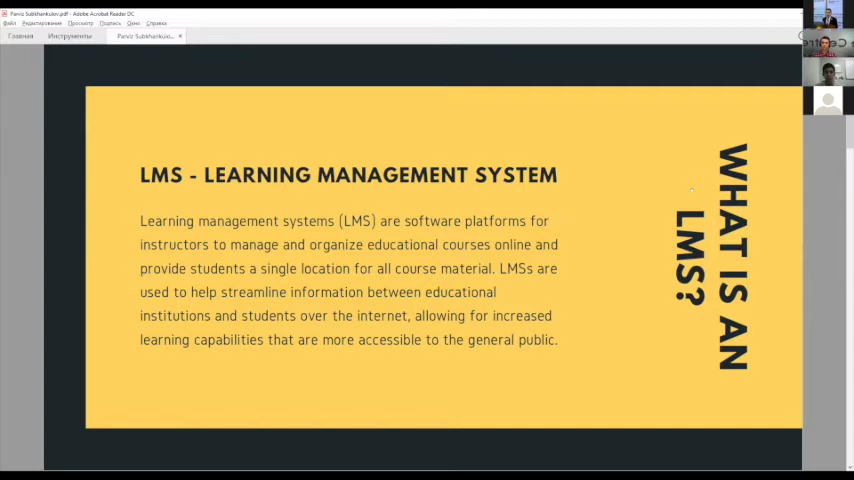 Parviz Subkhankulov.pdf - Adobe Acrobat Reader DC
Файл Редактирование Просмотр Подпись Окно Справка
Главная Инструменты Parviz Subkhankulo... ×
LMS - LEARNING MANAGEMENT SYSTEM
Learning management systems (LMS) are software platforms for
instructors to manage and organize educational courses online and
provide students a single location for all course material. LMSs are
used to help streamline information between educational
institutions and students over the internet, allowing for increased
learning capabilities that are more accessible to the general public.
WHAT IS AN
LMS?